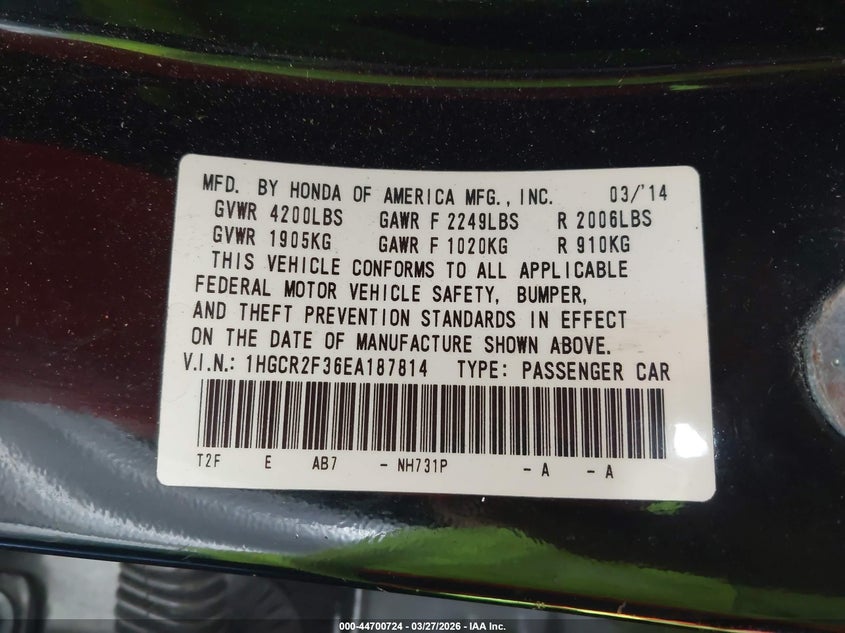 MFD. BY HONDA OF AMERICA MFG., INC. 03/'14
GVWR 4200LBS GAWR F 2249LBS R 2006LBS
GVWR 1905KG GAWR F 1020KG R 910KG
THIS VEHICLE CONFORMS TO ALL APPLICABLE
FEDERAL MOTOR VEHICLE SAFETY, BUMPER,
AND THEFT PREVENTION STANDARDS IN EFFECT
ON THE DATE OF MANUFACTURE SHOWN ABOVE.
V.I.N.: 1HGCR2F36EA187814 TYPE: PASSENGER CAR
T2F E AB7 - NH731P - A - A
000-44700724 — 03/27/2026 — IAA Inc.